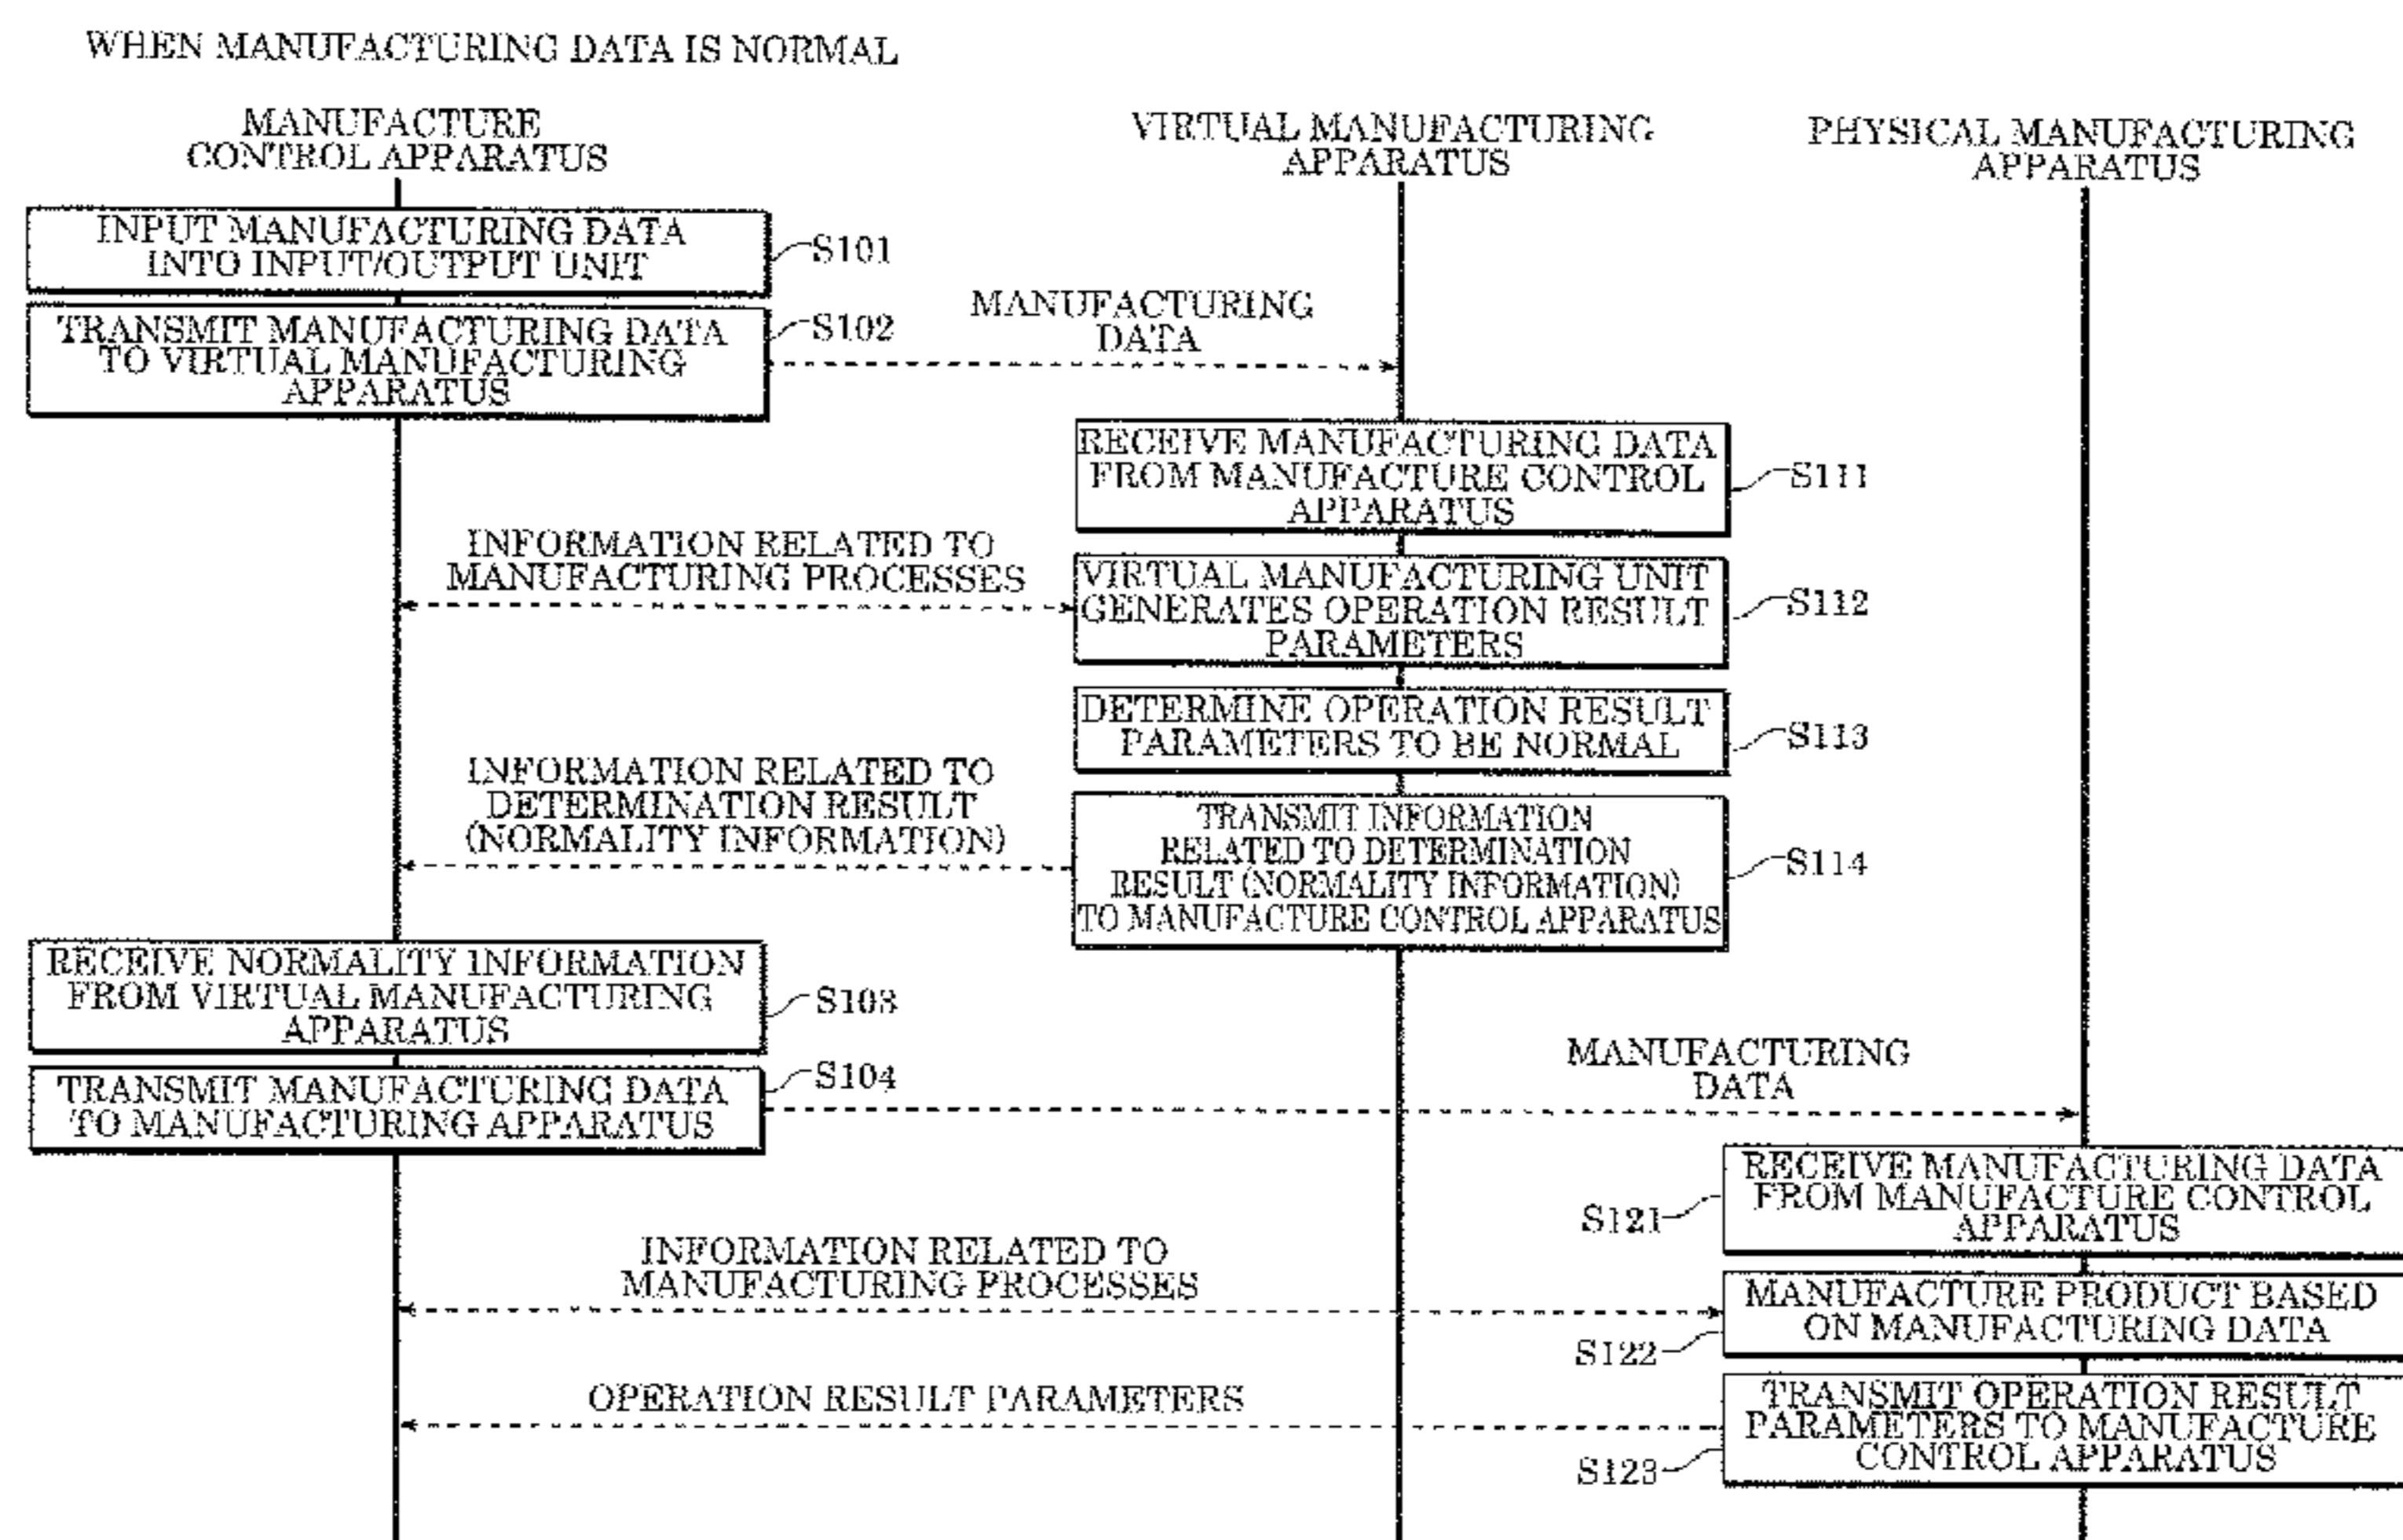 WHEN MANUFACTURING DATA IS NORMAL
MANUFACTURE
CONTROL APPARATUS
VIRTUAL MANUFACTURING
APPARATUS
PHYSICAL MANUFACTURING
APPARATUS
INPUT MANUFACTURING DATA
INTO INPUT/OUTPUT UNIT
S101
TRANSMIT MANUFACTURING DATA
TO VIRTUAL MANUFACTURING
APPARATUS
S102
MANUFACTURING
DATA
RECEIVE MANUFACTURING DATA
FROM MANUFACTURE CONTROL
APPARATUS
S111
INFORMATION RELATED TO
MANUFACTURING PROCESSES
VIRTUAL MANUFACTURING UNIT
GENERATES OPERATION RESULT
PARAMETERS
S112
DETERMINE OPERATION RESULT
PARAMETERS TO BE NORMAL
S113
INFORMATION RELATED TO
DETERMINATION RESULT
(NORMALITY INFORMATION)
TRANSMIT INFORMATION
RELATED TO DETERMINATION
RESULT (NORMALITY INFORMATION)
TO MANUFACTURE CONTROL APPARATUS
S114
RECEIVE NORMALITY INFORMATION
FROM VIRTUAL MANUFACTURING
APPARATUS
S103
TRANSMIT MANUFACTURING DATA
TO MANUFACTURING APPARATUS
S104
MANUFACTURING
DATA
RECEIVE MANUFACTURING DATA
FROM MANUFACTURE CONTROL
APPARATUS
S121
INFORMATION RELATED TO
MANUFACTURING PROCESSES
MANUFACTURE PRODUCT BASED
ON MANUFACTURING DATA
S122
OPERATION RESULT PARAMETERS
TRANSMIT OPERATION RESULT
PARAMETERS TO MANUFACTURE
CONTROL APPARATUS
S123